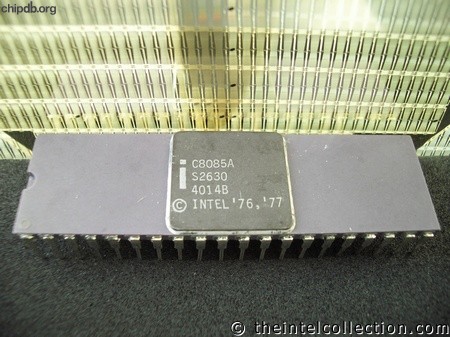 chipdb.org
i C8085A
S2630
4014B
© INTEL '76, '77
© theintelcollection.com